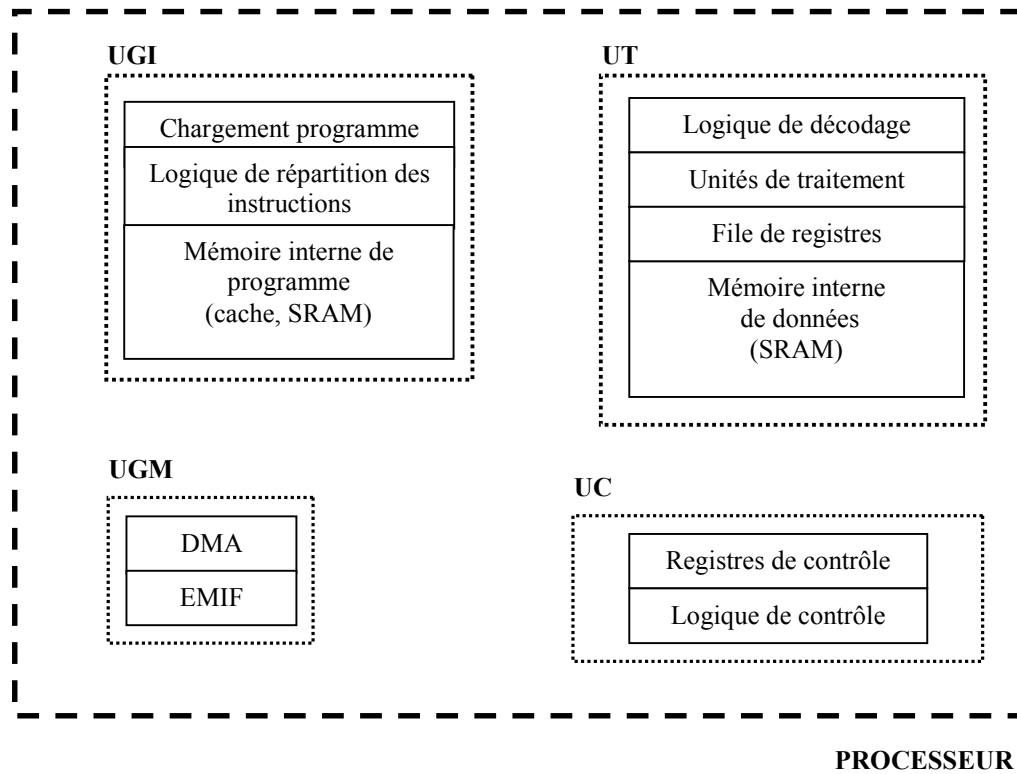 UGI
Chargement programme
Logique de répartition des
instructions
Mémoire interne de
programme
(cache, SRAM)
UT
Logique de décodage
Unités de traitement
File de registres
Mémoire interne
de données
(SRAM)
UGM
DMA
EMIF
UC
Registres de contrôle
Logique de contrôle
PROCESSEUR